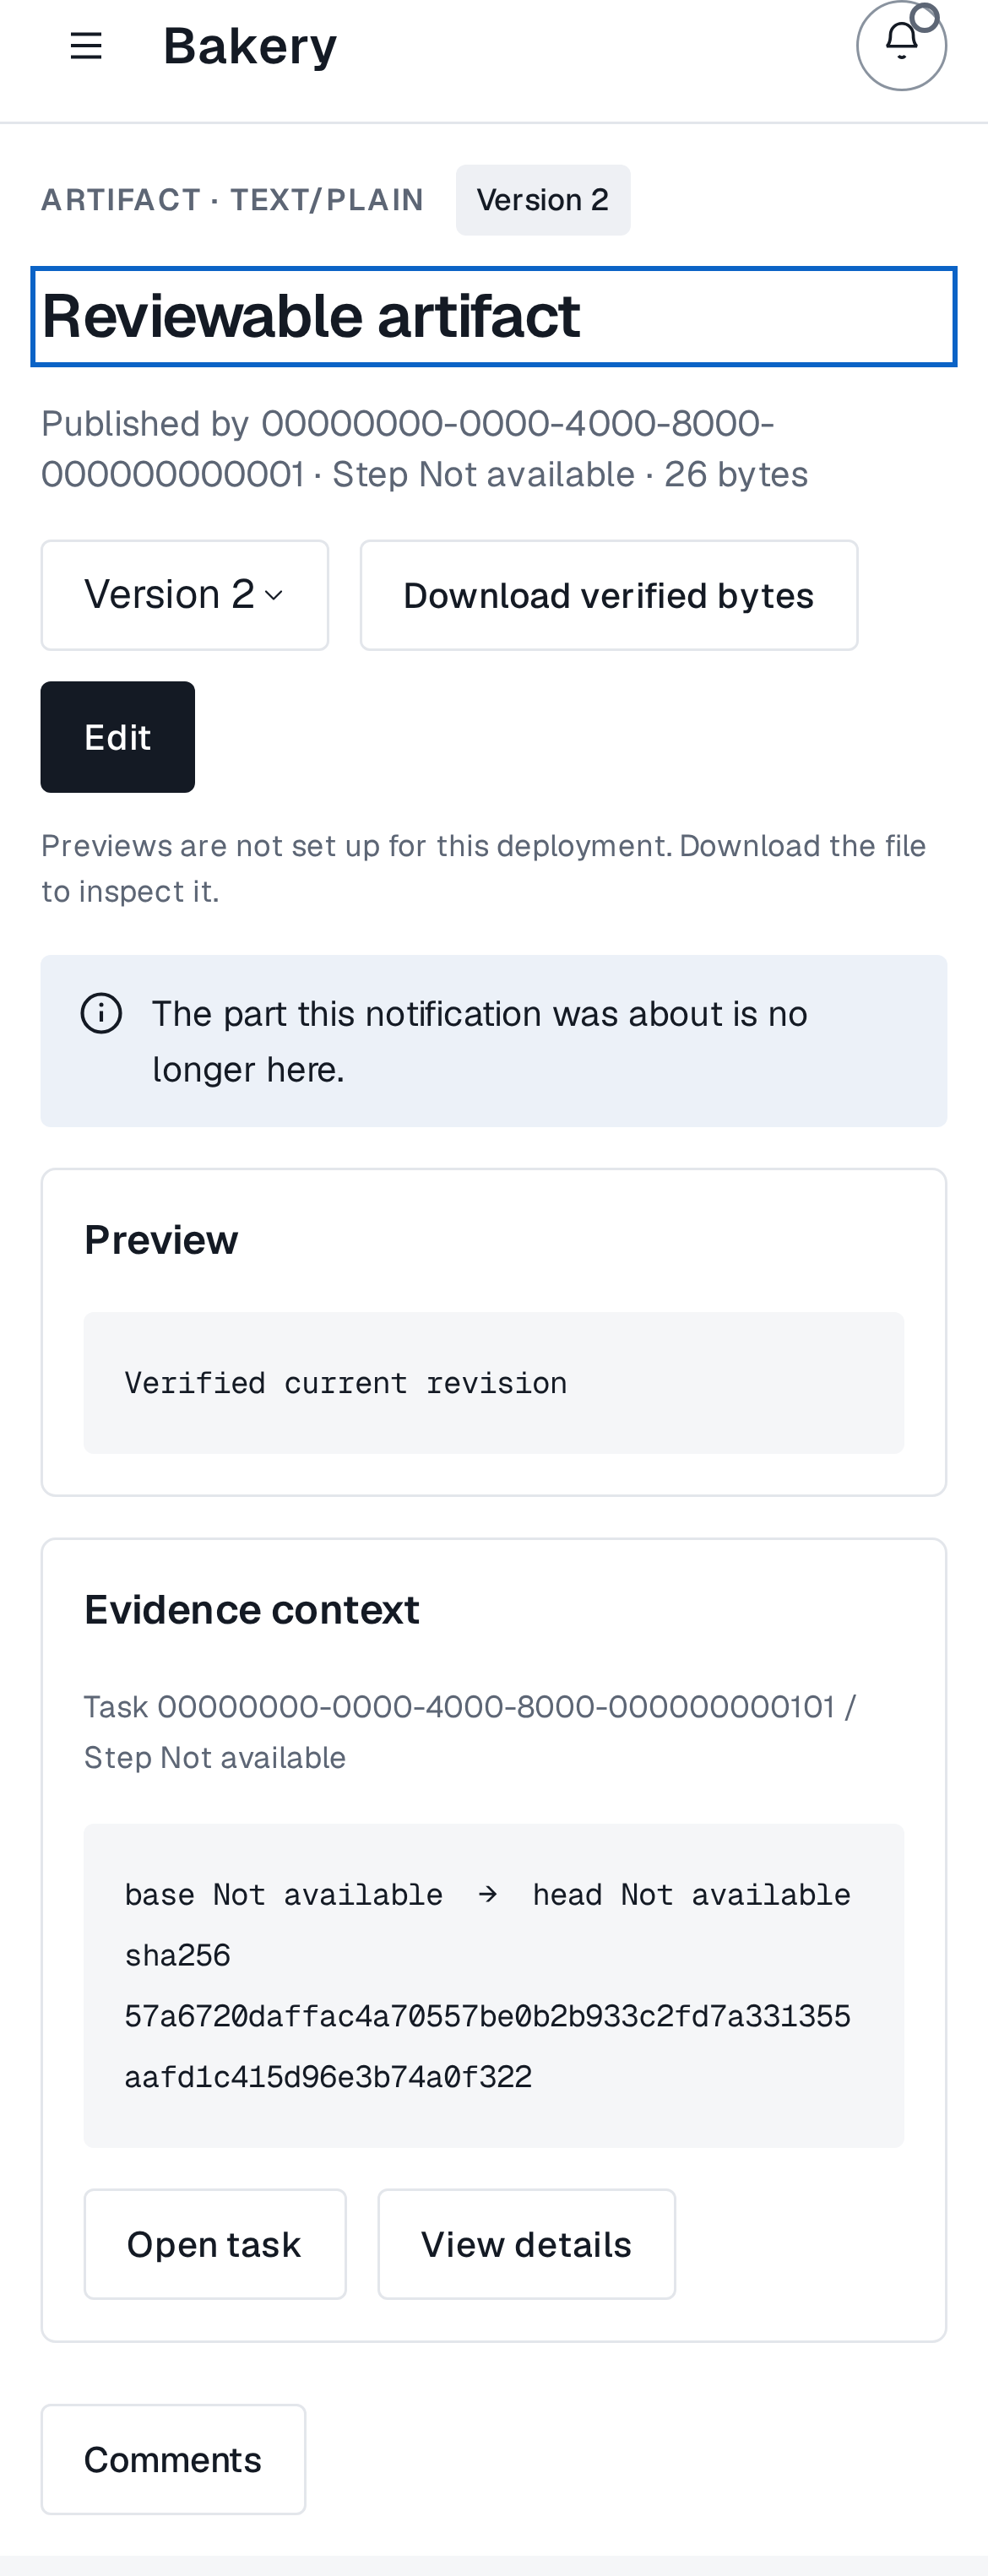 Bakery
ARTIFACT · TEXT/PLAIN
Version 2
Reviewable artifact
Published by 00000000-0000-4000-8000-
000000000001 · Step Not available · 26 bytes
Version 2
Download verified bytes
Edit
Previews are not set up for this deployment. Download the file
to inspect it.
The part this notification was about is no
longer here.
Preview
Verified current revision
Evidence context
Task 00000000-0000-4000-8000-000000000101 /
Step Not available
base Not available → head Not available
sha256
57a6720daffac4a70557be0b2b933c2fd7a331355
aafd1c415d96e3b74a0f322
Open task
View details
Comments